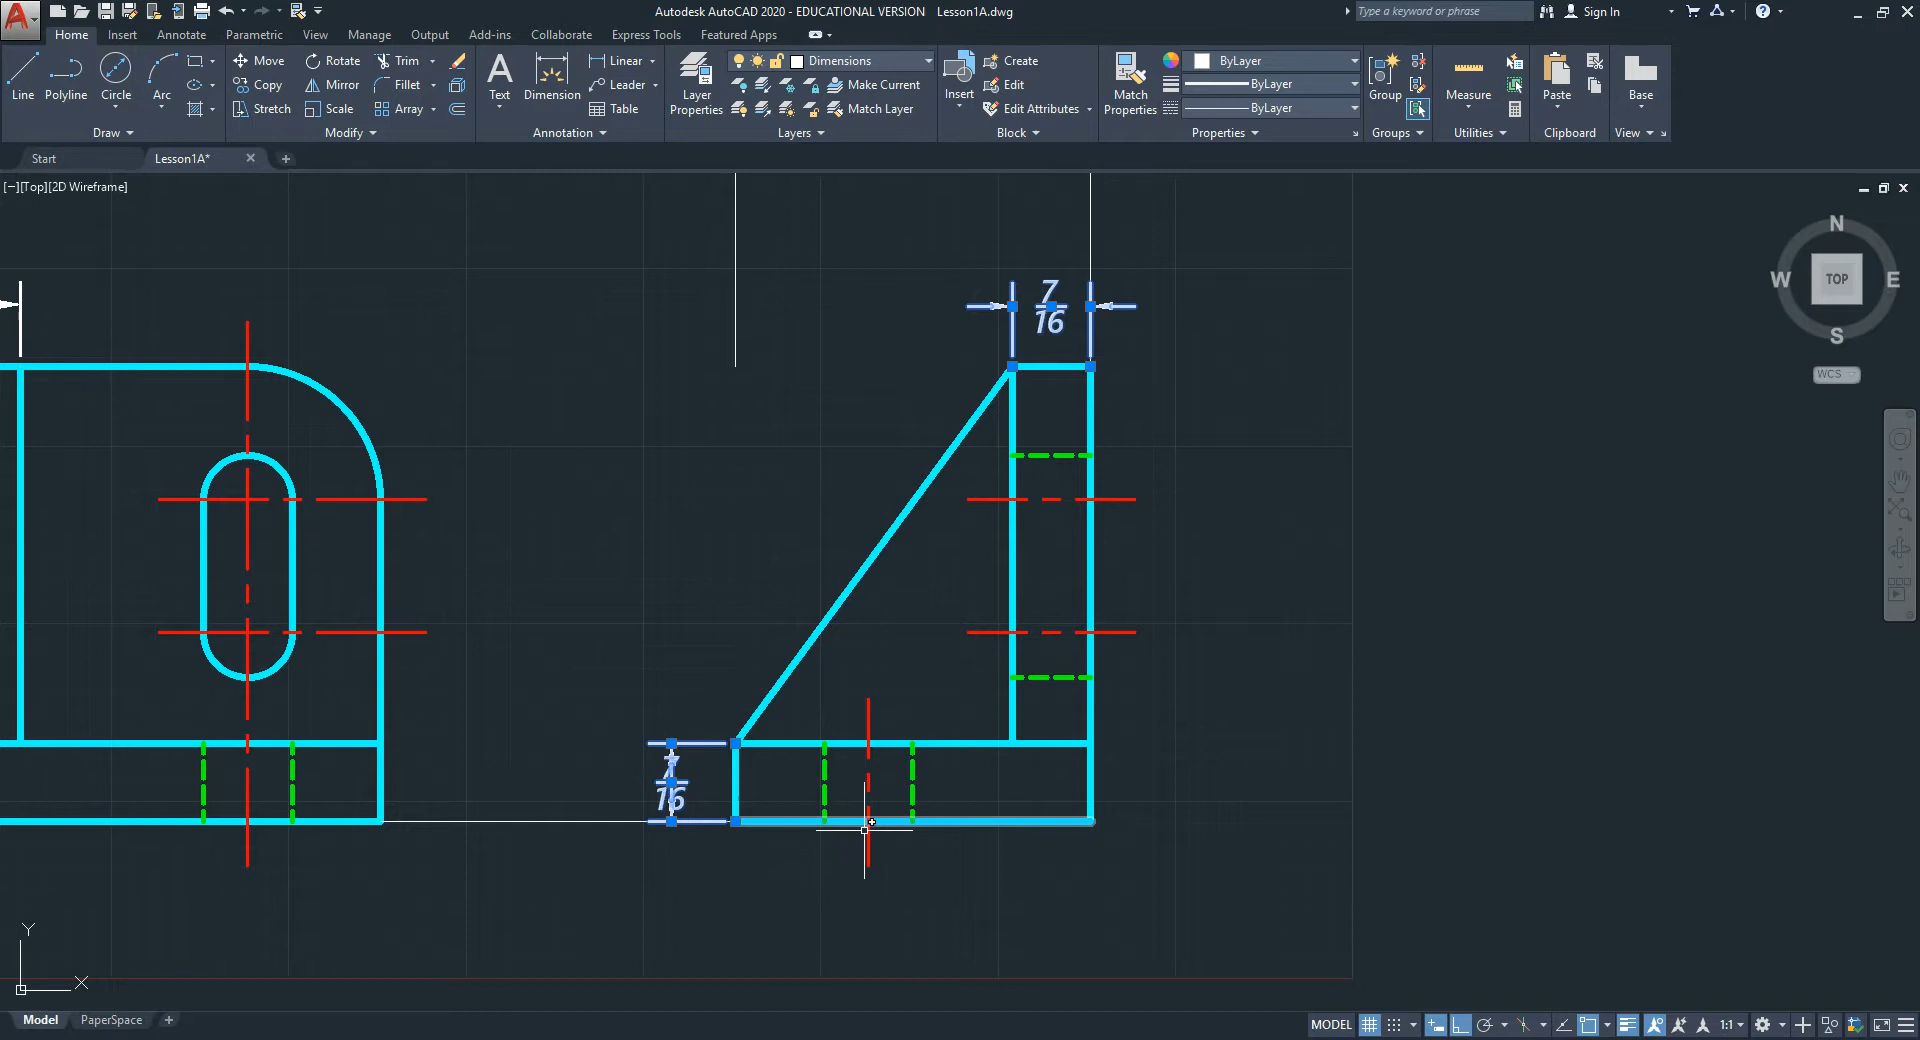 Autodesk AutoCAD 2020 - EDUCATIONAL VERSION Lesson1A.dwg
Type a keyword or phrase
Sign In
Home Insert Annotate Parametric View Manage Output Add-ins Collaborate Express Tools Featured Apps
Line
Polyline
Circle
Arc
Draw
Move
Copy
Stretch
Rotate
Mirror
Scale
Trim
Fillet
Array
Modify
Text
Dimension
Linear
Leader
Table
Annotation
Layer
Properties
Dimensions
Make Current
Match Layer
Layers
Insert
Create
Edit
Edit Attributes
Block
Match
Properties
ByLayer
ByLayer
ByLayer
Properties
Group
Groups
Measure
Utilities
Paste
Clipboard
Base
View
Start
Lesson1A*
[−][Top][2D Wireframe]
N
W TOP E
S
WCS
7
16
7
16
Y
X
Model PaperSpace
MODEL
1:1